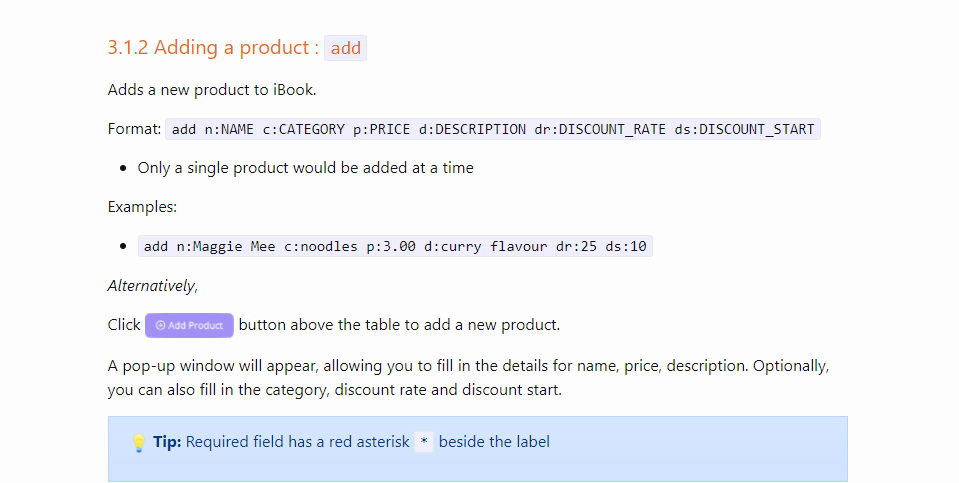 3.1.2 Adding a product : add
Adds a new product to iBook.
Format: add n:NAME c:CATEGORY p:PRICE d:DESCRIPTION dr:DISCOUNT_RATE ds:DISCOUNT_START
• Only a single product would be added at a time
Examples:
• add n:Maggie Mee c:noodles p:3.00 d:curry flavour dr:25 ds:10
Alternatively,
Click Add Product button above the table to add a new product.
A pop-up window will appear, allowing you to fill in the details for name, price, description. Optionally,
you can also fill in the category, discount rate and discount start.
💡 Tip: Required field has a red asterisk * beside the label